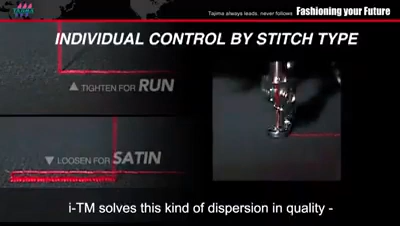 TAJIMA
Tajima always leads, never follows
Fashioning your Future
INDIVIDUAL CONTROL BY STITCH TYPE
▲ TIGHTEN FOR RUN
▼ LOOSEN FOR SATIN
i-TM solves this kind of dispersion in quality -